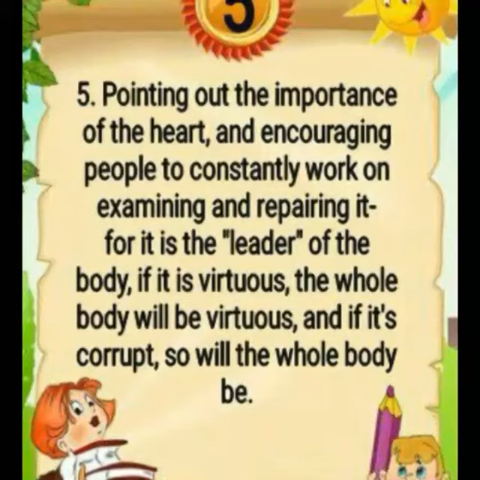 5
5. Pointing out the importance
of the heart, and encouraging
people to constantly work on
examining and repairing it-
for it is the "leader" of the
body, if it is virtuous, the whole
body will be virtuous, and if it's
corrupt, so will the whole body
be.